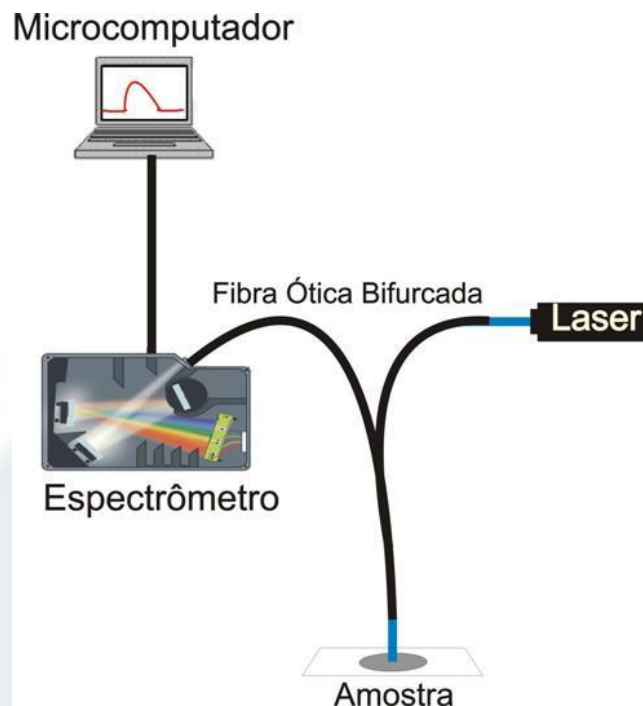 Microcomputador
Fibra Ótica Bifurcada
Laser
Espectrômetro
Amostra